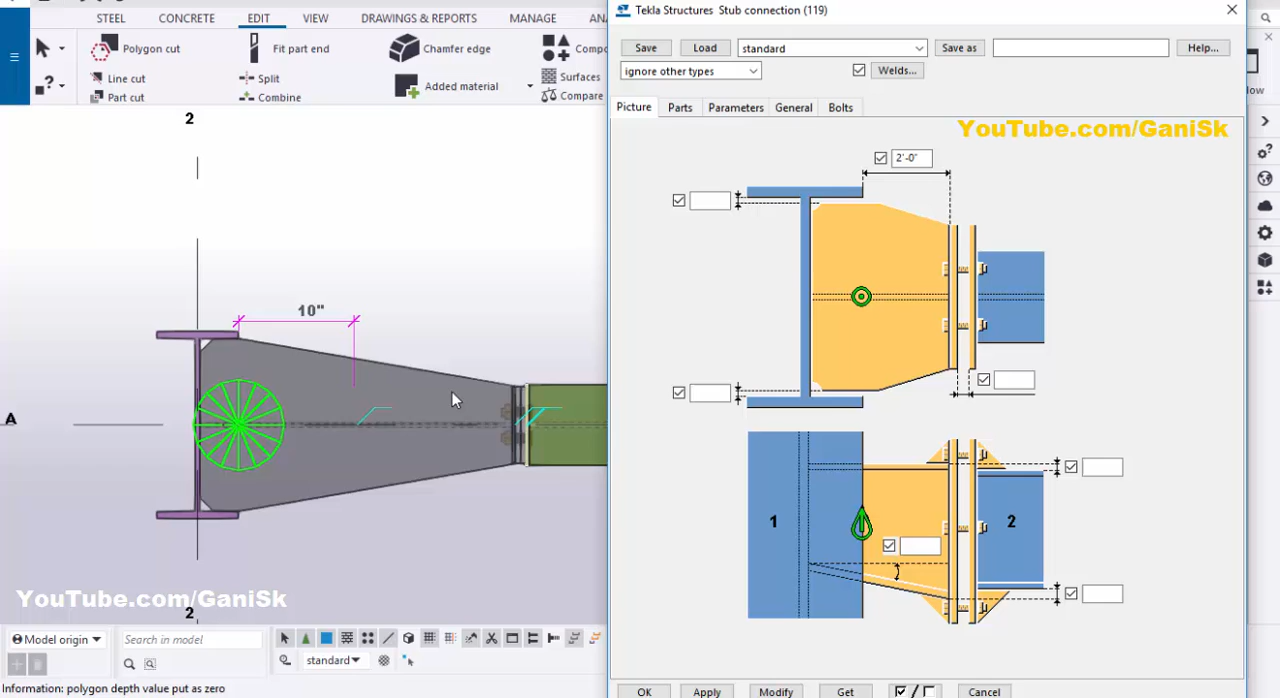 Tekla Structures Stub connection (119)
STEEL CONCRETE EDIT VIEW DRAWINGS & REPORTS MANAGE
Polygon cut
Fit part end
Chamfer edge
Line cut
Split
Added material
Surfaces
Part cut
Combine
Compare
Save Load standard Save as Help...
ignore other types Welds...
Picture Parts Parameters General Bolts
YouTube.com/GaniSk
2
2'-0"
10"
A
1
2
YouTube.com/GaniSk
2
Model origin Search in model
standard
Information: polygon depth value put as zero
OK Apply Modify Get / Cancel